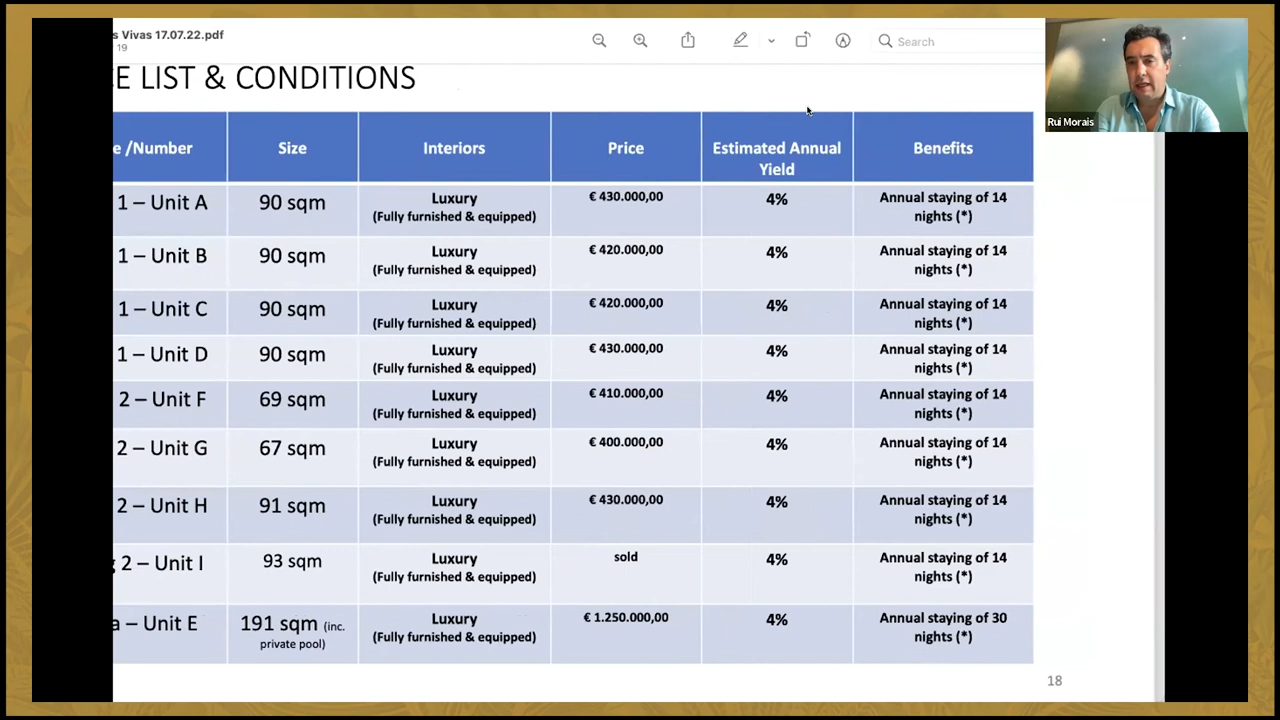 s Vivas 17.07.22.pdf
19
Search
E LIST & CONDITIONS
Rui Morais
e /Number Size Interiors Price Estimated Annual Yield Benefits
1 – Unit A 90 sqm Luxury (Fully furnished & equipped) € 430.000,00 4% Annual staying of 14 nights (*)
1 – Unit B 90 sqm Luxury (Fully furnished & equipped) € 420.000,00 4% Annual staying of 14 nights (*)
1 – Unit C 90 sqm Luxury (Fully furnished & equipped) € 420.000,00 4% Annual staying of 14 nights (*)
1 – Unit D 90 sqm Luxury (Fully furnished & equipped) € 430.000,00 4% Annual staying of 14 nights (*)
2 – Unit F 69 sqm Luxury (Fully furnished & equipped) € 410.000,00 4% Annual staying of 14 nights (*)
2 – Unit G 67 sqm Luxury (Fully furnished & equipped) € 400.000,00 4% Annual staying of 14 nights (*)
2 – Unit H 91 sqm Luxury (Fully furnished & equipped) € 430.000,00 4% Annual staying of 14 nights (*)
g 2 – Unit I 93 sqm Luxury (Fully furnished & equipped) sold 4% Annual staying of 14 nights (*)
a – Unit E 191 sqm (inc. private pool) Luxury (Fully furnished & equipped) € 1.250.000,00 4% Annual staying of 30 nights (*)
18